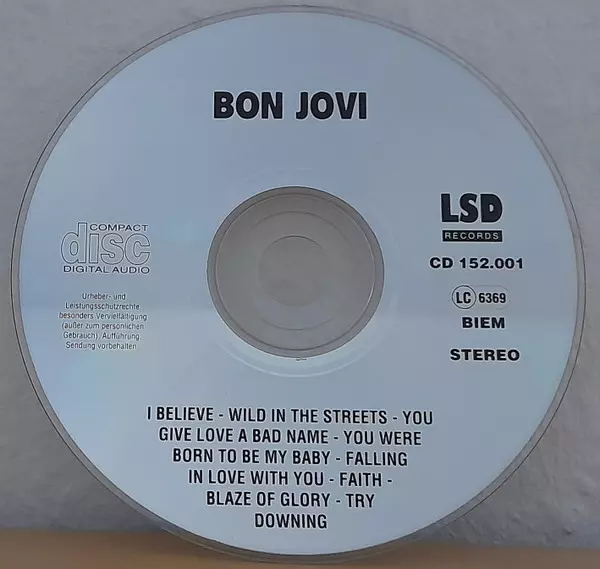 BON JOVI
COMPACT
disc
DIGITAL AUDIO
Urheber- und
Leistungsschutzrechte
besonders Vervielfältigung
(außer zum persönlichen
Gebrauch), Aufführung,
Sendung vorbehalten.
LSD
RECORDS
CD 152.001
LC 6369
BIEM
STEREO
I BELIEVE - WILD IN THE STREETS - YOU
GIVE LOVE A BAD NAME - YOU WERE
BORN TO BE MY BABY - FALLING
IN LOVE WITH YOU - FAITH -
BLAZE OF GLORY - TRY
DOWNING